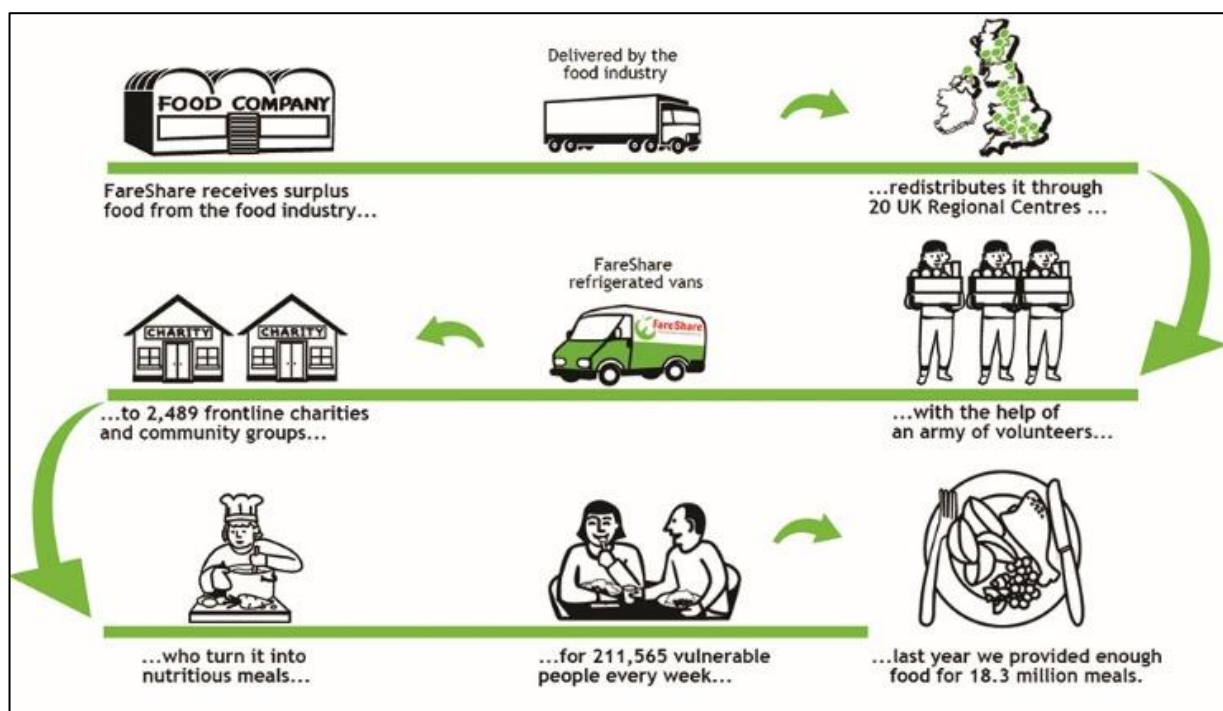 FOOD COMPANY
Delivered by the
food industry
FareShare receives surplus
food from the food industry...
...redistributes it through
20 UK Regional Centres ...
CHARITY
CHARITY
FareShare
refrigerated vans
FareShare
...to 2,489 frontline charities
and community groups...
...with the help of
an army of volunteers...
...who turn it into
nutritious meals...
...for 211,565 vulnerable
people every week...
...last year we provided enough
food for 18.3 million meals.